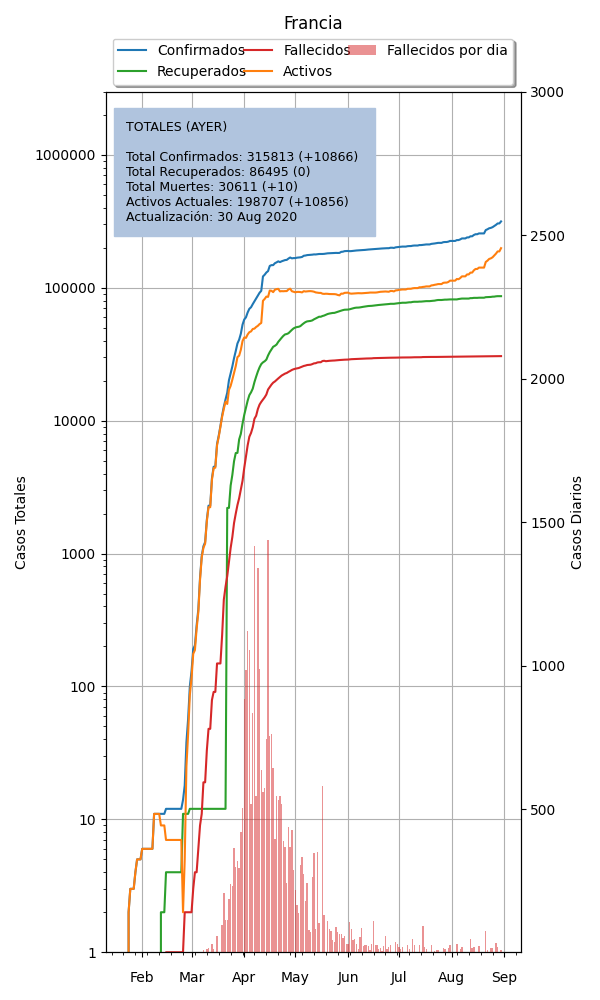 Francia
Confirmados
Recuperados
Fallecidos
Activos
Fallecidos por dia
TOTALES (AYER)
Total Confirmados: 315813 (+10866)
Total Recuperados: 86495 (0)
Total Muertes: 30611 (+10)
Activos Actuales: 198707 (+10856)
Actualización: 30 Aug 2020
1000000
100000
10000
1000
100
10
1
Casos Totales
3000
2500
2000
1500
1000
500
Casos Diarios
Feb Mar Apr May Jun Jul Aug Sep